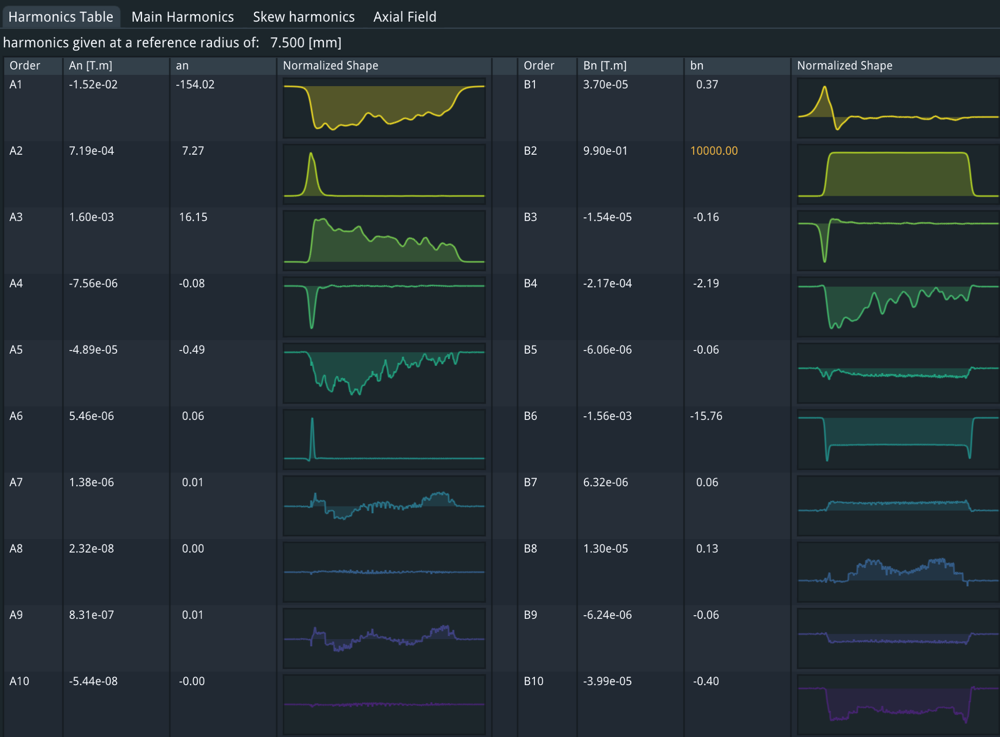 Harmonics Table Main Harmonics Skew harmonics Axial Field
harmonics given at a reference radius of: 7.500 [mm]
Order An [T.m] an Normalized Shape Order Bn [T.m] bn Normalized Shape
A1 -1.52e-02 -154.02 B1 3.70e-05 0.37
A2 7.19e-04 7.27 B2 9.90e-01 10000.00
A3 1.60e-03 16.15 B3 -1.54e-05 -0.16
A4 -7.56e-06 -0.08 B4 -2.17e-04 -2.19
A5 -4.89e-05 -0.49 B5 -6.06e-06 -0.06
A6 5.46e-06 0.06 B6 -1.56e-03 -15.76
A7 1.38e-06 0.01 B7 6.32e-06 0.06
A8 2.32e-08 0.00 B8 1.30e-05 0.13
A9 8.31e-07 0.01 B9 -6.24e-06 -0.06
A10 -5.44e-08 -0.00 B10 -3.99e-05 -0.40